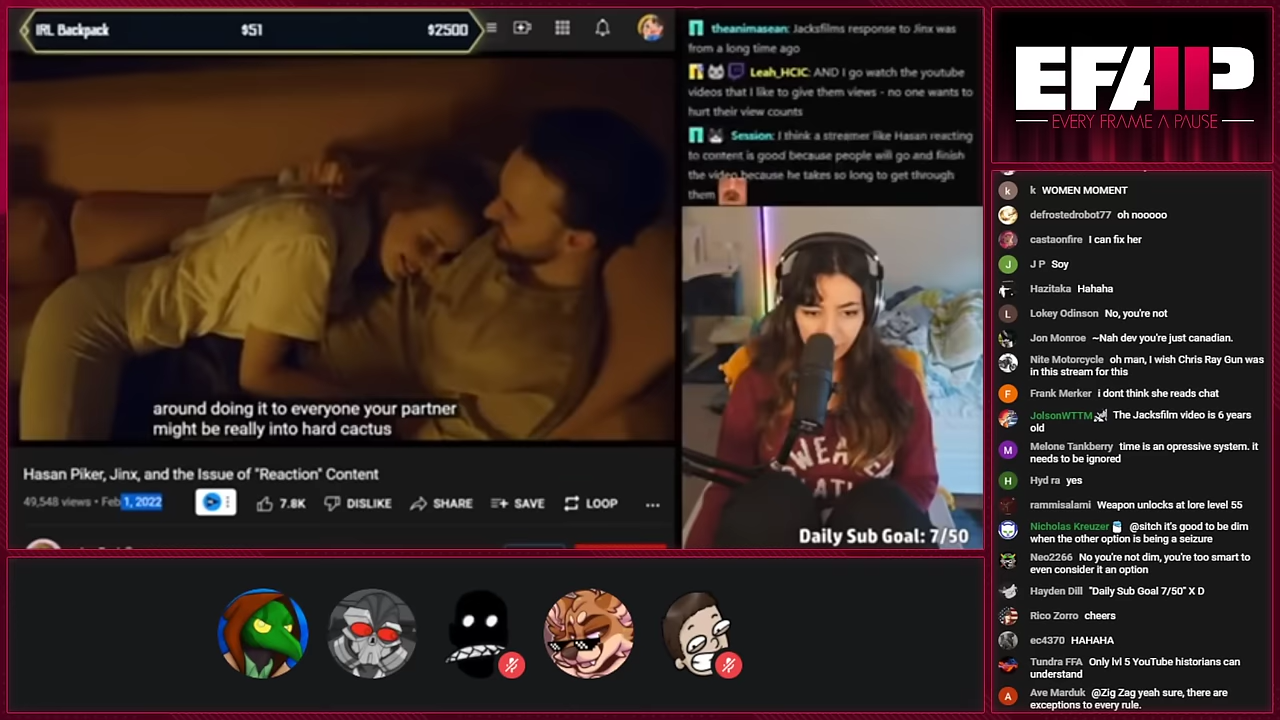 IRL Backpack
$51
$2500
theanimasean: Jacksfilms response to Jinx was
from a long time ago
Leah_HCIC: AND I go watch the youtube
videos that I like to give them views - no one wants to
hurt their view counts
Session: I think a streamer like Hasan reacting
to content is good because people will go and finish
the video because he takes so long to get through
them
around doing it to everyone your partner
might be really into hard cactus
Hasan Piker, Jinx, and the Issue of "Reaction" Content
49,548 views • Feb 1, 2022
7.8K
DISLIKE
SHARE
SAVE
LOOP
Daily Sub Goal: 7/50
EFAP
EVERY FRAME A PAUSE
k WOMEN MOMENT
defrostedrobot77 oh nooooo
castaonfire I can fix her
J P Soy
Hazitaka Hahaha
Lokey Odinson No, you're not
Jon Monroe ~Nah dev you're just canadian.
Nite Motorcycle oh man, I wish Chris Ray Gun was
in this stream for this
Frank Merker i dont think she reads chat
JolsonWTTM The Jacksfilm video is 6 years
old
Melone Tankberry time is an opressive system. it
needs to be ignored
Hyd ra yes
rammisalami Weapon unlocks at lore level 55
Nicholas Kreuzer @sitch it's good to be dim
when the other option is being a seizure
Neo2266 No you're not dim, you're too smart to
even consider it an option
Hayden Dill "Daily Sub Goal 7/50" X D
Rico Zorro cheers
ec4370 HAHAHA
Tundra FFA Only lvl 5 YouTube historians can
understand
Ave Marduk @Zig Zag yeah sure, there are
exceptions to every rule.